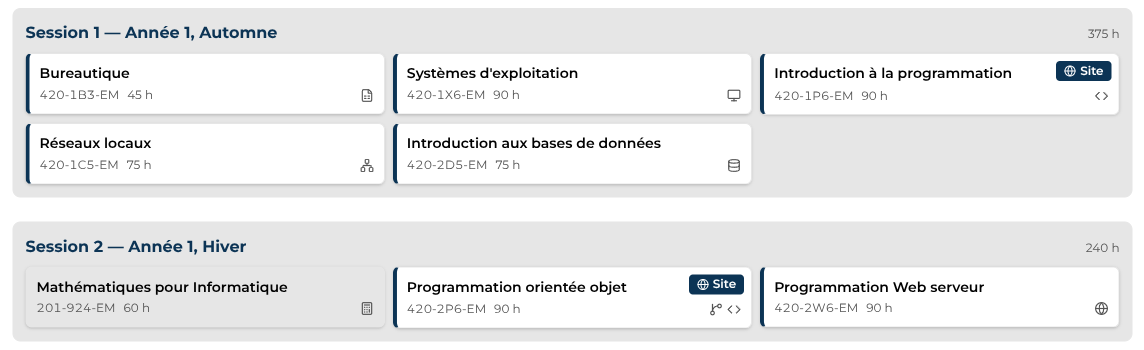 Session 1 — Année 1, Automne
375 h
Bureautique
420-1B3-EM 45 h
Systèmes d'exploitation
420-1X6-EM 90 h
Introduction à la programmation
Site
420-1P6-EM 90 h
Réseaux locaux
420-1C5-EM 75 h
Introduction aux bases de données
420-2D5-EM 75 h
Session 2 — Année 1, Hiver
240 h
Mathématiques pour Informatique
201-924-EM 60 h
Programmation orientée objet
Site
420-2P6-EM 90 h
Programmation Web serveur
420-2W6-EM 90 h